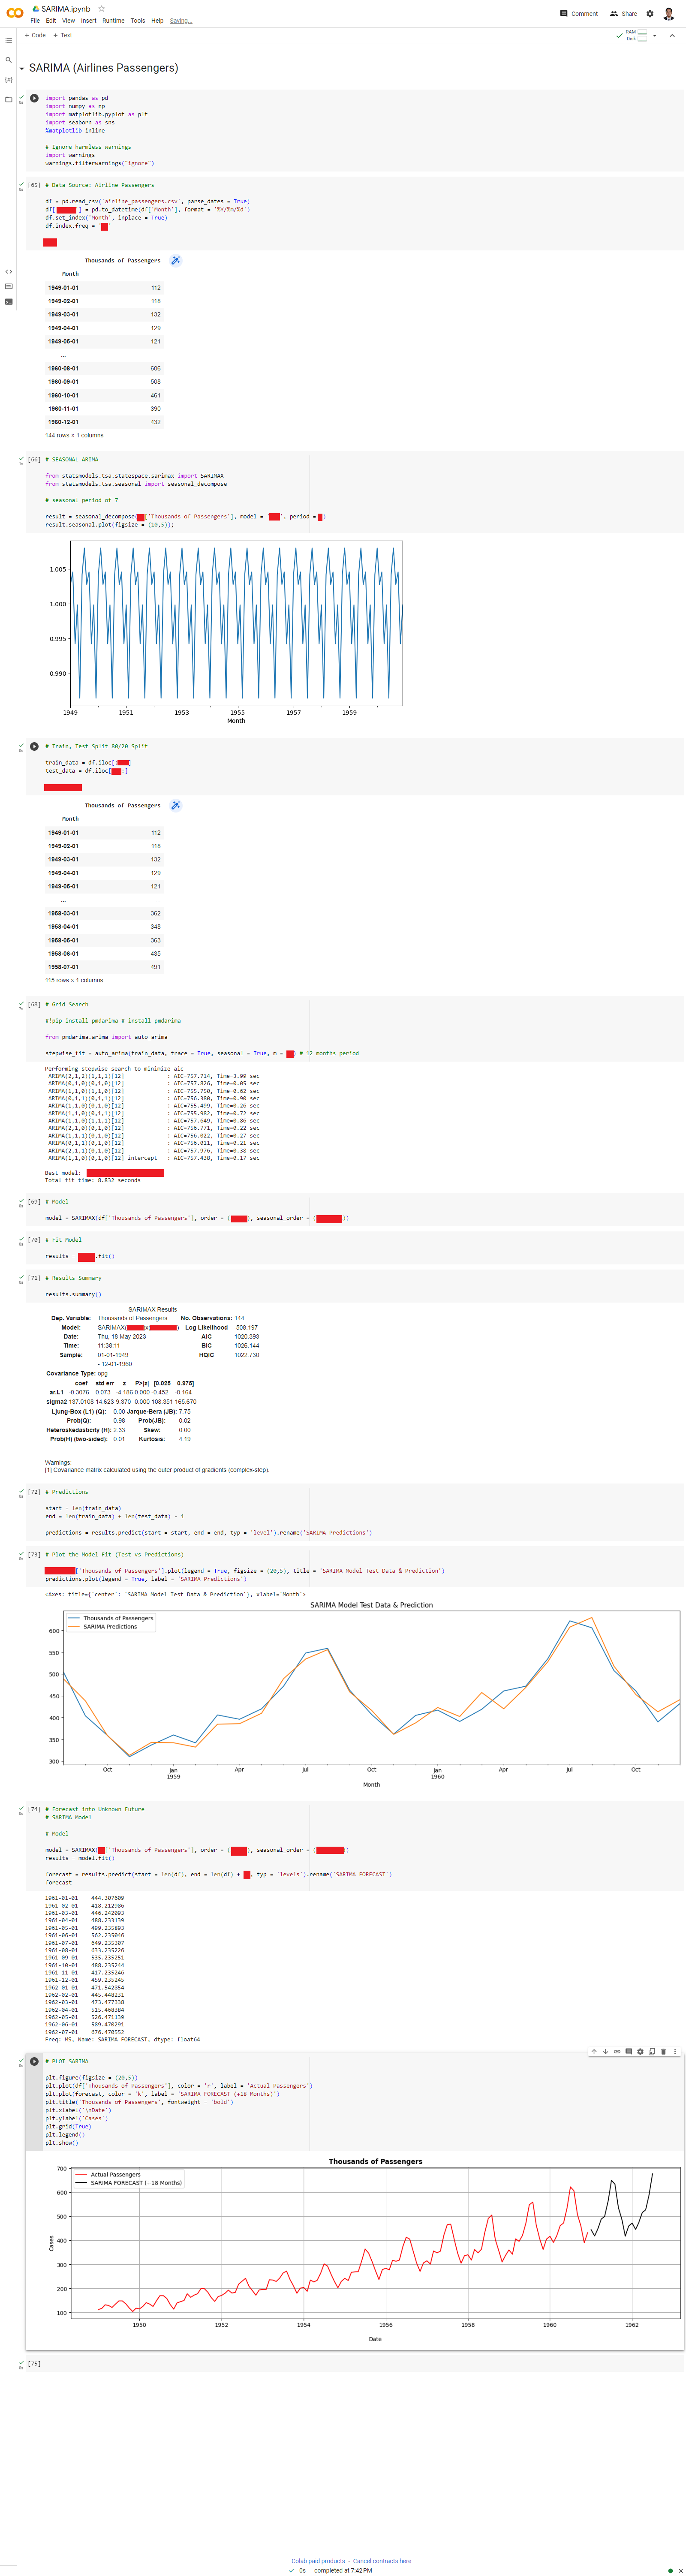 SARIMA.ipynb
File Edit View Insert Runtime Tools Help Saving...
Comment Share
+ Code + Text
RAM
Disk
SARIMA (Airlines Passengers)
import pandas as pd
import numpy as np
import matplotlib.pyplot as plt
import seaborn as sns
%matplotlib inline
# Ignore harmless warnings
import warnings
warnings.filterwarnings("ignore")
[65] # Data Source: Airline Passengers
df = pd.read_csv('airline_passengers.csv', parse_dates = True)
df[ '] = pd.to_datetime(df['Month'], format = '%Y/%m/%d')
df.set_index('Month', inplace = True)
df.index.freq = '
Thousands of Passengers
Month
1949-01-01 112
1949-02-01 118
1949-03-01 132
1949-04-01 129
1949-05-01 121
... ...
1960-08-01 606
1960-09-01 508
1960-10-01 461
1960-11-01 390
1960-12-01 432
144 rows × 1 columns
[66] # SEASONAL ARIMA
from statsmodels.tsa.statespace.sarimax import SARIMAX
from statsmodels.tsa.seasonal import seasonal_decompose
# seasonal period of 7
result = seasonal_decompose( ['Thousands of Passengers'], model = ' ', period = )
result.seasonal.plot(figsize = (10,5));
1.005
1.000
0.995
0.990
1949 1951 1953 1955 1957 1959
Month
# Train, Test Split 80/20 Split
train_data = df.iloc[ ]
test_data = df.iloc[ ]
Thousands of Passengers
Month
1949-01-01 112
1949-02-01 118
1949-03-01 132
1949-04-01 129
1949-05-01 121
... ...
1958-03-01 362
1958-04-01 348
1958-05-01 363
1958-06-01 435
1958-07-01 491
115 rows × 1 columns
[68] # Grid Search
#!pip install pmdarima # install pmdarima
from pmdarima.arima import auto_arima
stepwise_fit = auto_arima(train_data, trace = True, seasonal = True, m = ) # 12 months period
Performing stepwise search to minimize aic
ARIMA(2,1,2)(1,1,1)[12] : AIC=757.714, Time=3.99 sec
ARIMA(0,1,0)(0,1,0)[12] : AIC=757.826, Time=0.05 sec
ARIMA(1,1,0)(1,1,0)[12] : AIC=755.750, Time=0.62 sec
ARIMA(0,1,1)(0,1,1)[12] : AIC=756.380, Time=0.90 sec
ARIMA(1,1,0)(0,1,0)[12] : AIC=755.499, Time=0.26 sec
ARIMA(1,1,0)(0,1,1)[12] : AIC=755.982, Time=0.72 sec
ARIMA(1,1,0)(1,1,1)[12] : AIC=757.649, Time=0.86 sec
ARIMA(2,1,0)(0,1,0)[12] : AIC=756.771, Time=0.22 sec
ARIMA(1,1,1)(0,1,0)[12] : AIC=756.022, Time=0.27 sec
ARIMA(0,1,1)(0,1,0)[12] : AIC=756.011, Time=0.21 sec
ARIMA(2,1,1)(0,1,0)[12] : AIC=757.976, Time=0.38 sec
ARIMA(1,1,0)(0,1,0)[12] intercept : AIC=757.438, Time=0.17 sec
Best model:
Total fit time: 8.832 seconds
[69] # Model
model = SARIMAX(df['Thousands of Passengers'], order = ( ), seasonal_order = ( ))
[70] # Fit Model
results = .fit()
[71] # Results Summary
results.summary()
SARIMAX Results
Dep. Variable: Thousands of Passengers No. Observations: 144
Model: SARIMAX( )x( ) Log Likelihood -508.197
Date: Thu, 18 May 2023 AIC 1020.393
Time: 11:38:11 BIC 1026.144
Sample: 01-01-1949 HQIC 1022.730
- 12-01-1960
Covariance Type: opg
coef std err z P>|z| [0.025 0.975]
ar.L1 -0.3076 0.073 -4.186 0.000 -0.452 -0.164
sigma2 137.0108 14.623 9.370 0.000 108.351 165.670
Ljung-Box (L1) (Q): 0.00 Jarque-Bera (JB): 7.75
Prob(Q): 0.98 Prob(JB): 0.02
Heteroskedasticity (H): 2.33 Skew: 0.00
Prob(H) (two-sided): 0.01 Kurtosis: 4.19
Warnings:
[1] Covariance matrix calculated using the outer product of gradients (complex-step).
[72] # Predictions
start = len(train_data)
end = len(train_data) + len(test_data) - 1
predictions = results.predict(start = start, end = end, typ = 'level').rename('SARIMA Predictions')
[73] # Plot the Model Fit (Test vs Predictions)
['Thousands of Passengers'].plot(legend = True, figsize = (20,5), title = 'SARIMA Model Test Data & Prediction')
predictions.plot(legend = True, label = 'SARIMA Predictions')
<Axes: title={'center': 'SARIMA Model Test Data & Prediction'}, xlabel='Month'>
SARIMA Model Test Data & Prediction
Thousands of Passengers
SARIMA Predictions
600
550
500
450
400
350
300
Oct Jan Apr Jul Oct Jan Apr Jul Oct
1959 1960
Month
[74] # Forecast into Unknown Future
# SARIMA Model
# Model
model = SARIMAX( ['Thousands of Passengers'], order = ( ), seasonal_order = ( ))
results = model.fit()
forecast = results.predict(start = len(df), end = len(df) + , typ = 'levels').rename('SARIMA FORECAST')
forecast
1961-01-01 444.307609
1961-02-01 418.212986
1961-03-01 446.242093
1961-04-01 488.233139
1961-05-01 499.235893
1961-06-01 562.235046
1961-07-01 649.235307
1961-08-01 633.235226
1961-09-01 535.235251
1961-10-01 488.235244
1961-11-01 417.235246
1961-12-01 459.235245
1962-01-01 471.542854
1962-02-01 445.448231
1962-03-01 473.477338
1962-04-01 515.468384
1962-05-01 526.471139
1962-06-01 589.470291
1962-07-01 676.470552
Freq: MS, Name: SARIMA FORECAST, dtype: float64
# PLOT SARIMA
plt.figure(figsize = (20,5))
plt.plot(df['Thousands of Passengers'], color = 'r', label = 'Actual Passengers')
plt.plot(forecast, color = 'k', label = 'SARIMA FORECAST (+18 Months)')
plt.title('Thousands of Passengers', fontweight = 'bold')
plt.xlabel('\nDate')
plt.ylabel('Cases')
plt.grid(True)
plt.legend()
plt.show()
Thousands of Passengers
Actual Passengers
SARIMA FORECAST (+18 Months)
700
600
500
400
300
200
100
Cases
1950 1952 1954 1956 1958 1960 1962
Date
[75]
Colab paid products - Cancel contracts here
0s completed at 7:42 PM